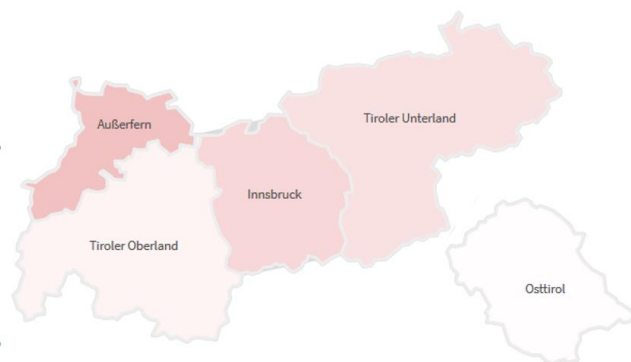 Außerfern
Tiroler Unterland
Innsbruck
Tiroler Oberland
Osttirol